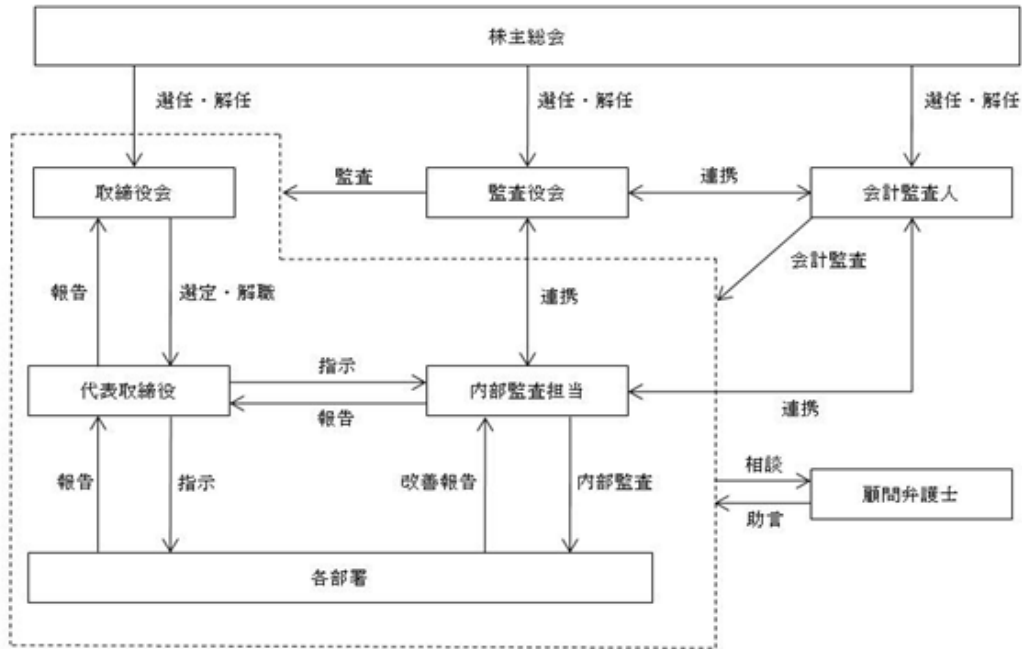 株主総会
選任・解任
選任・解任
選任・解任
取締役会
監査
監査役会
連携
会計監査人
会計監査
報告
選定・解職
連携
指示
代表取締役
内部監査担当
報告
連携
報告
指示
改善報告
内部監査
相談
顧問弁護士
助言
各部署